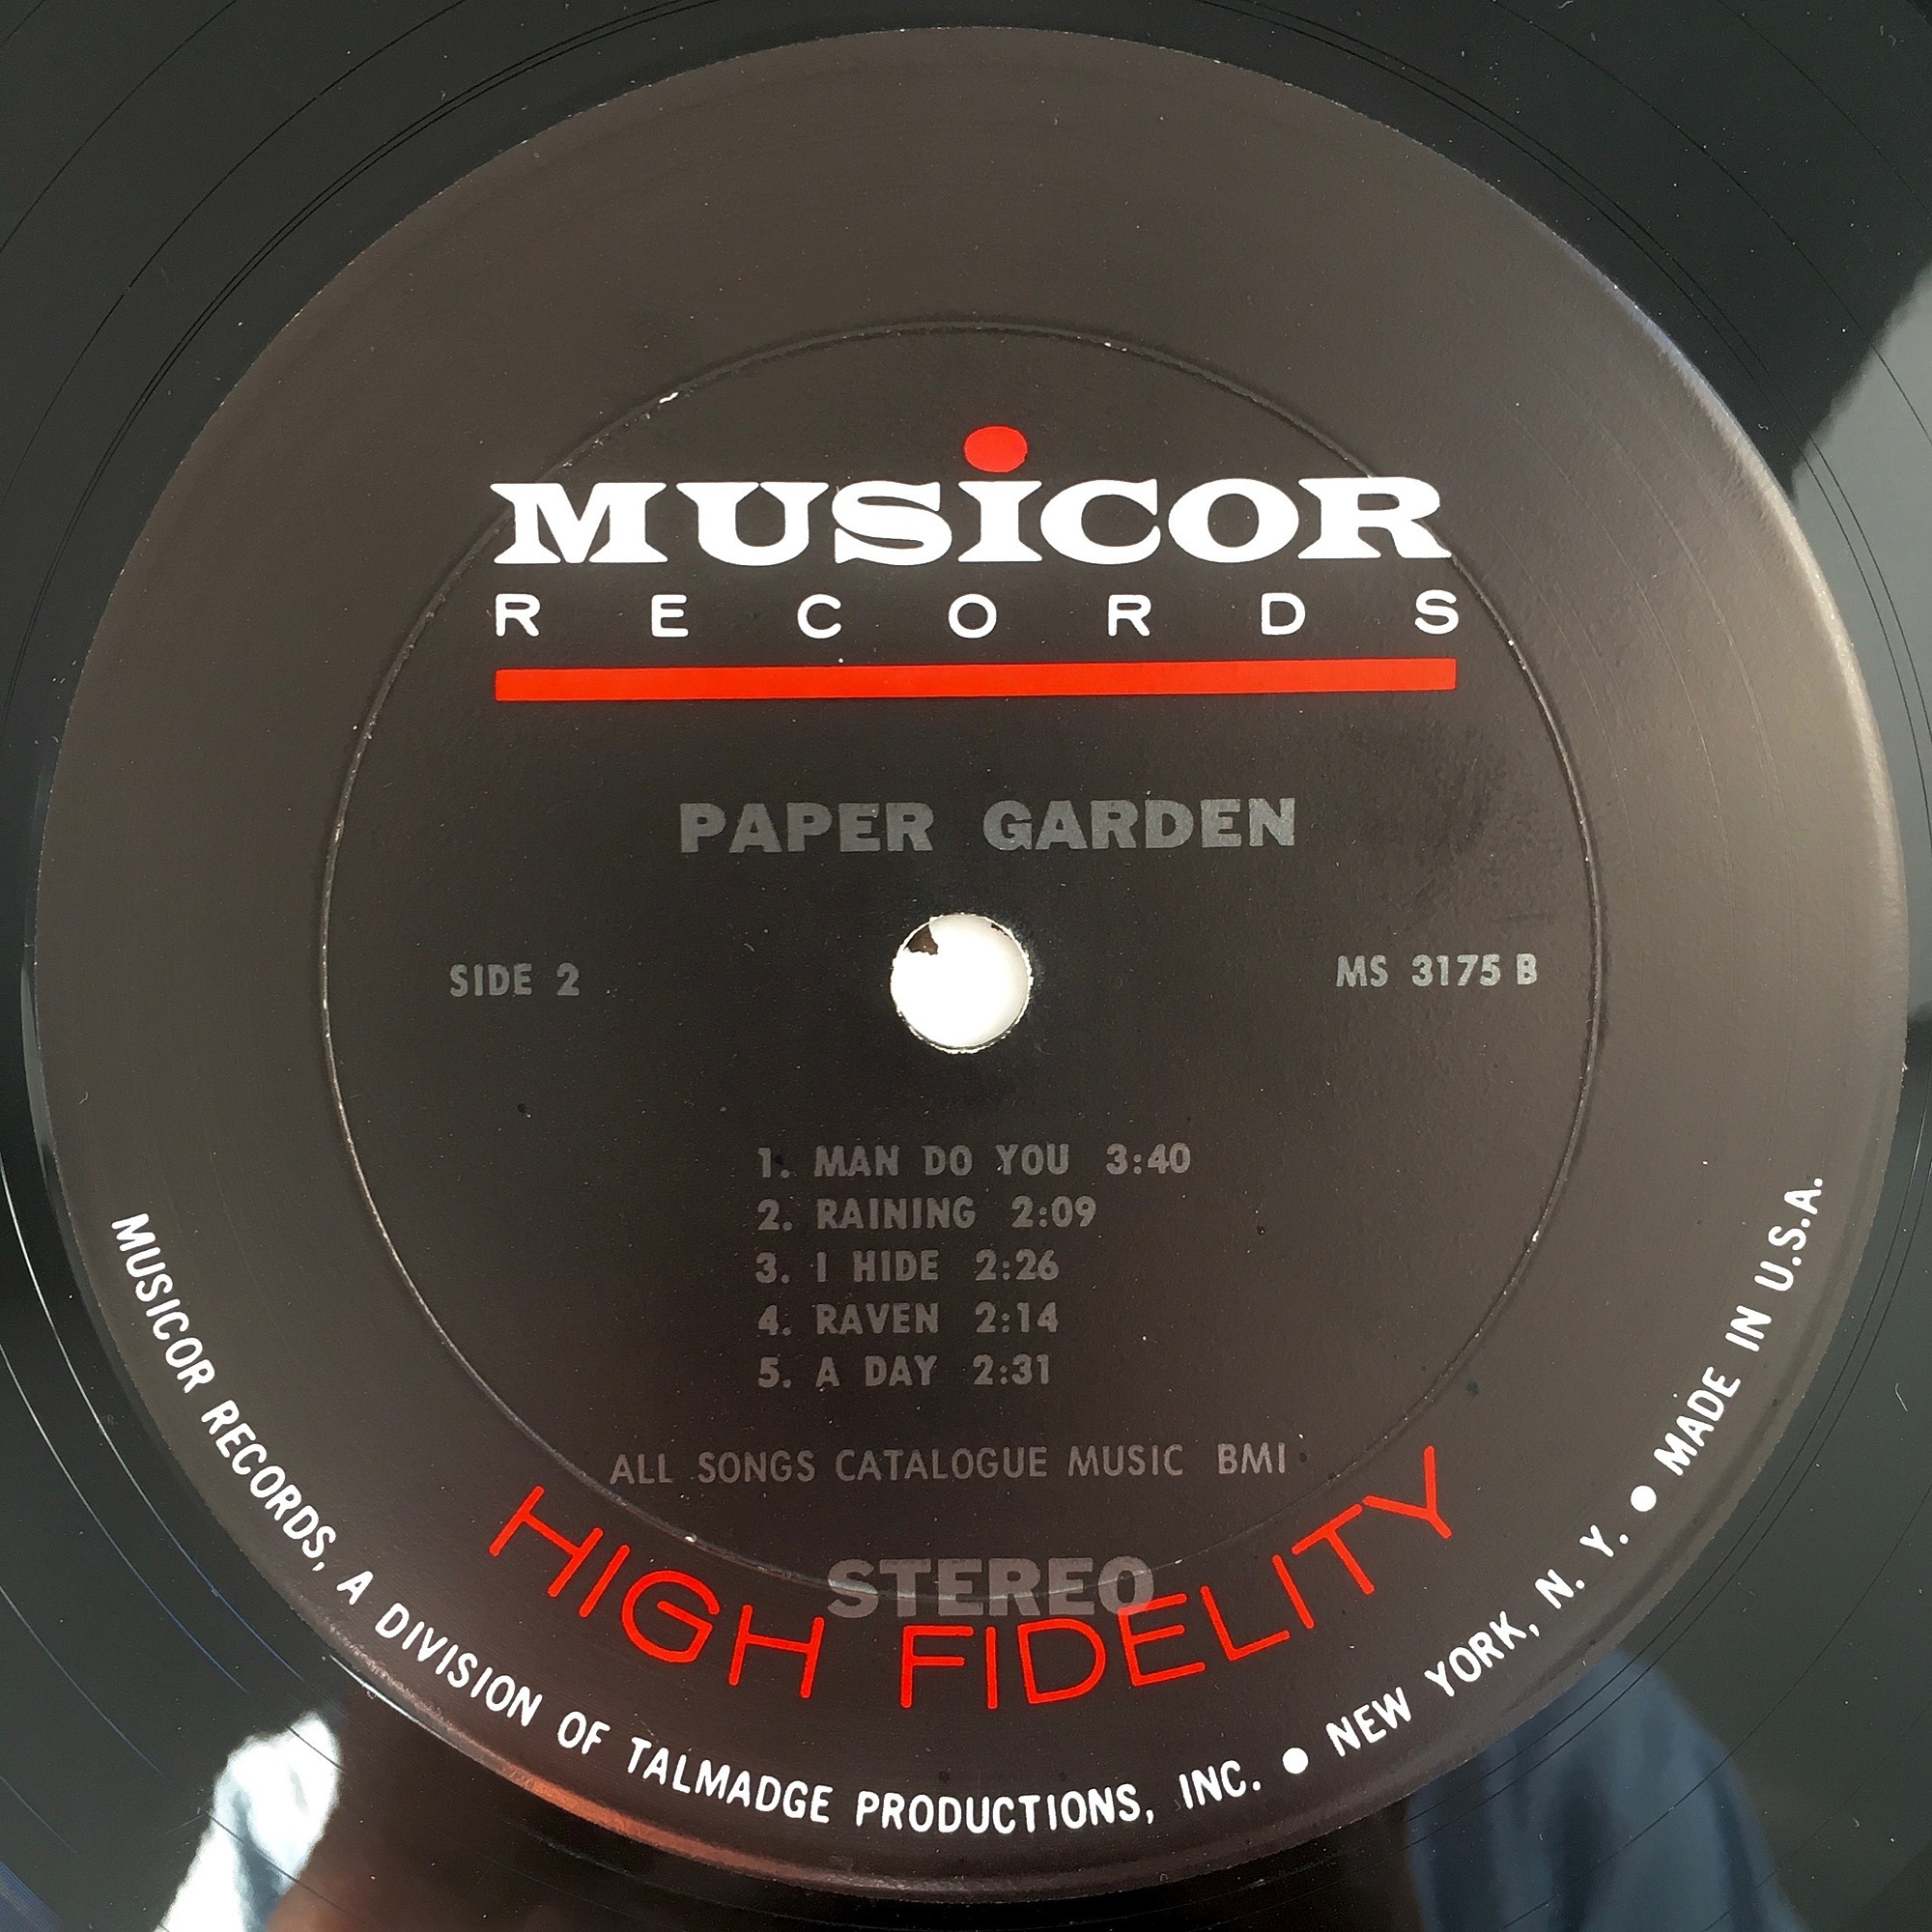 MUSiCOR
RECORDS
PAPER GARDEN
SIDE 2
MS 3175 B
1. MAN DO YOU 3:40
2. RAINING 2:09
3. I HIDE 2:26
4. RAVEN 2:14
5. A DAY 2:31
ALL SONGS CATALOGUE MUSIC BMI
STEREO
HIGH FIDELITY
MUSICOR RECORDS, A DIVISION OF TALMADGE PRODUCTIONS, INC. ● NEW YORK, N. Y. ● MADE IN U.S.A.